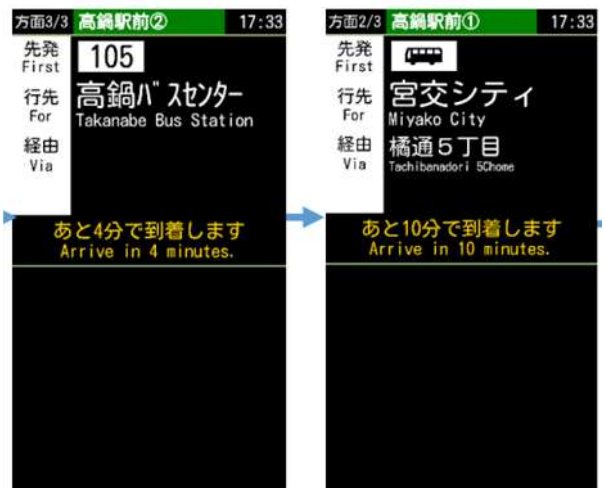 方面3/3 高鍋駅前② 17:33
先発 105
First
行先 高鍋バスセンター
For Takanabe Bus Station
経由
Via
あと4分で到着します
Arrive in 4 minutes.
方面2/3 高鍋駅前① 17:33
先発
First
行先 宮交シティ
For Miyako City
経由 橘通5丁目
Via Tachibanadori 5Chome
あと10分で到着します
Arrive in 10 minutes.